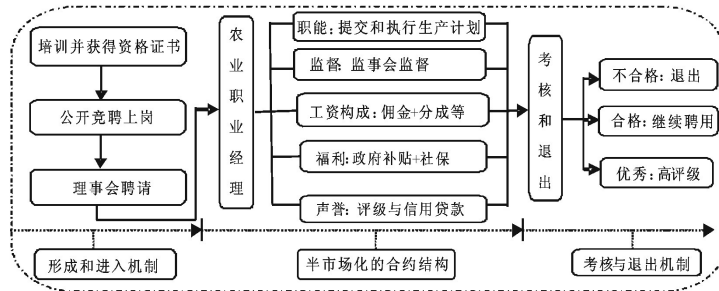 培训并获得资格证书
公开竞聘上岗
理事会聘请
农业职业经理
职能：提交和执行生产计划
监督：监事会监督
工资构成：佣金+分成等
福利：政府补贴+社保
声誉：评级与信用贷款
考核和退出
不合格：退出
合格：继续聘用
优秀：高评级
形成和进入机制
半市场化的合约结构
考核与退出机制